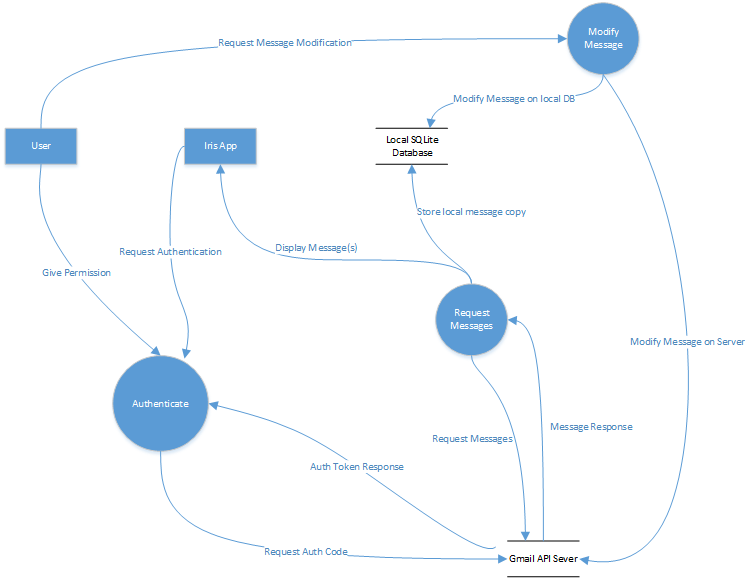 Modify
Message
Request Message Modification
Modify Message on local DB
User
Iris App
Local SQLite
Database
Store local message copy
Request Authentication
Display Message(s)
Give Permission
Request
Messages
Modify Message on Server
Authenticate
Request Messages
Message Response
Auth Token Response
Request Auth Code
Gmail API Sever